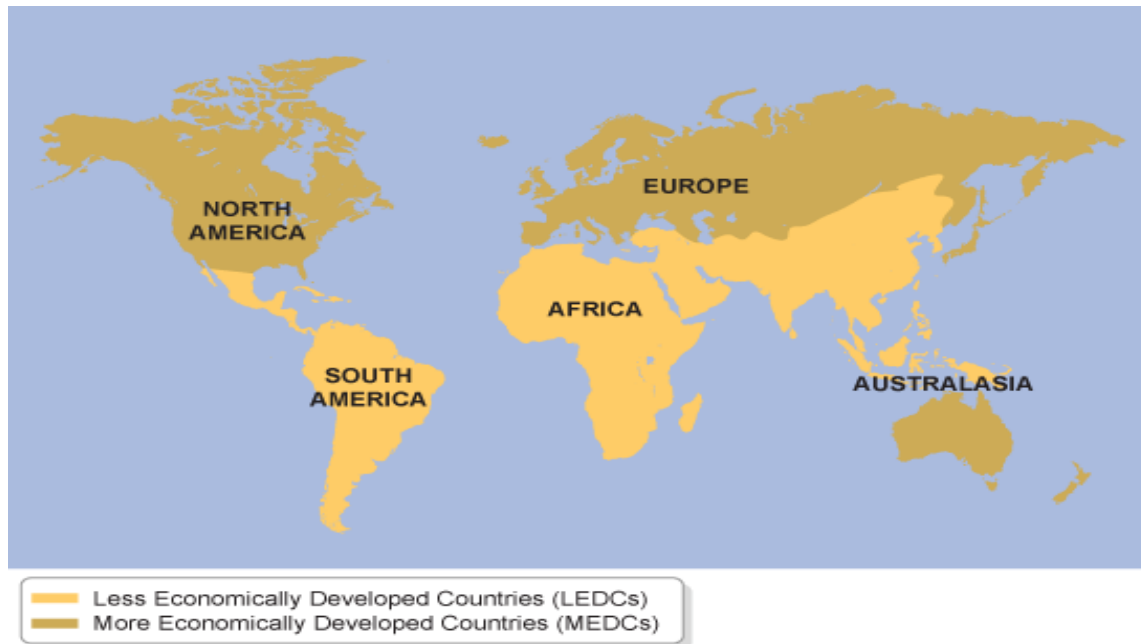 NORTH
AMERICA
EUROPE
AFRICA
SOUTH
AMERICA
AUSTRALASIA
Less Economically Developed Countries (LEDCs)
More Economically Developed Countries (MEDCs)